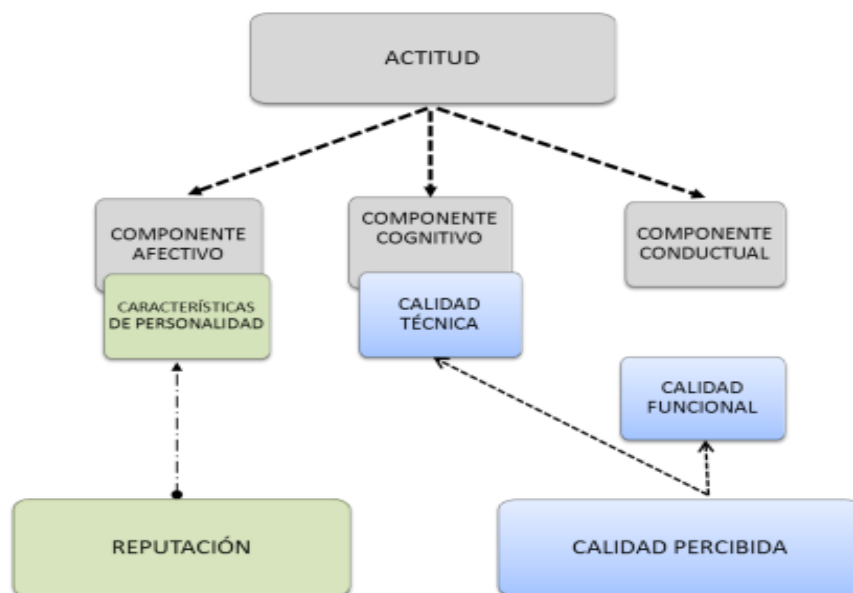 ACTITUD
COMPONENTE
AFECTIVO
COMPONENTE
COGNITIVO
COMPONENTE
CONDUCTUAL
CARACTERÍSTICAS
DE PERSONALIDAD
CALIDAD
TÉCNICA
CALIDAD
FUNCIONAL
REPUTACIÓN
CALIDAD PERCIBIDA